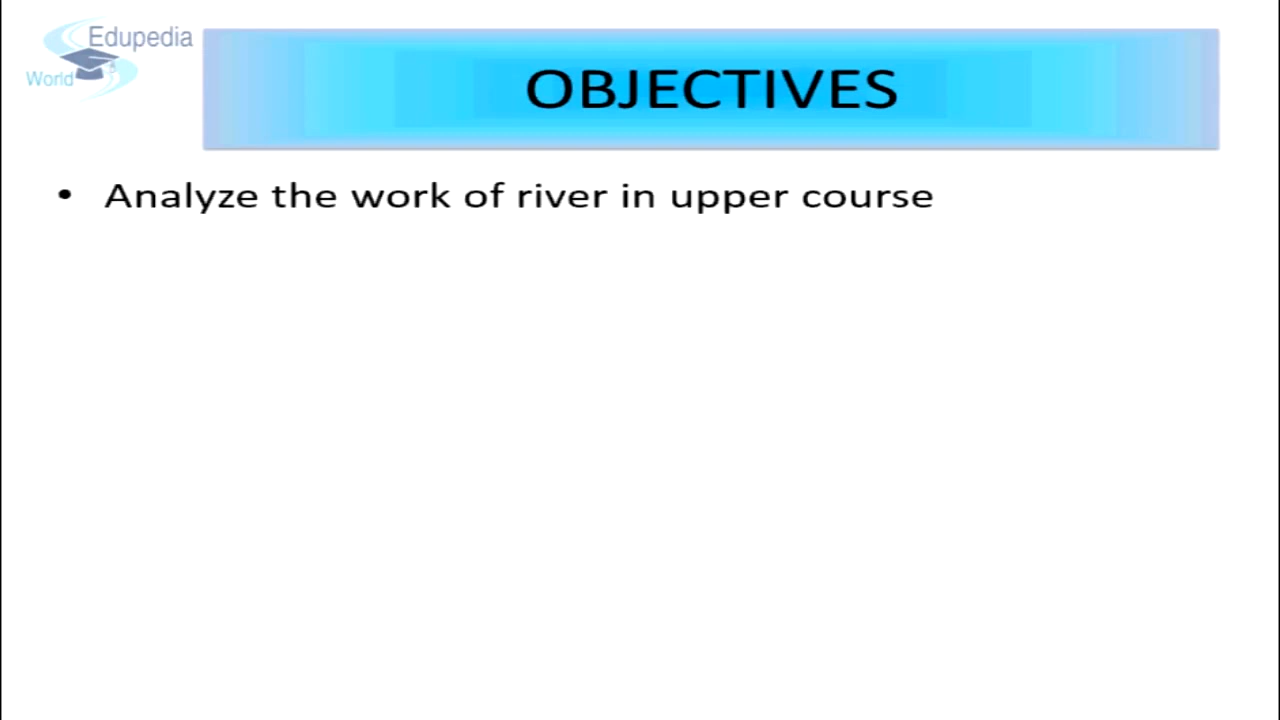 Edupedia
World
OBJECTIVES
• Analyze the work of river in upper course